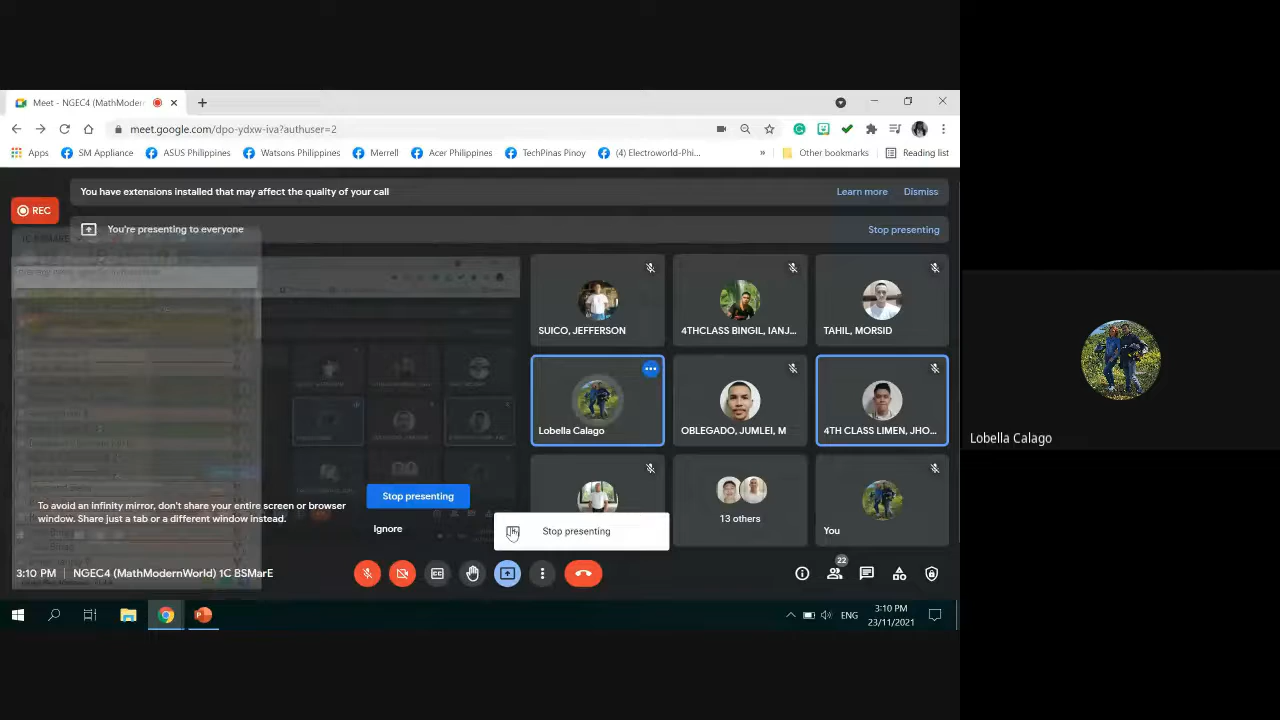 Meet - NGEC4 (MathModern
meet.google.com/dpo-ydxw-iva?authuser=2
Apps
SM Appliance
ASUS Philippines
Watsons Philippines
Merrell
Acer Philippines
TechPinas Pinoy
(4) Electroworld-Phi...
»
Other bookmarks
Reading list
You have extensions installed that may affect the quality of your call
Learn more
Dismiss
REC
You're presenting to everyone
Stop presenting
SUICO, JEFFERSON
4THCLASS BINGIL, IANJ...
TAHIL, MORSID
Lobella Calago
OBLEGADO, JUMLEI, M
4TH CLASS LIMEN, JHO...
Lobella Calago
To avoid an infinity mirror, don't share your entire screen or browser
window. Share just a tab or a different window instead.
Stop presenting
Ignore
13 others
You
Stop presenting
3:10 PM | NGEC4 (MathModernWorld) 1C BSMarE
22
ENG
3:10 PM
23/11/2021